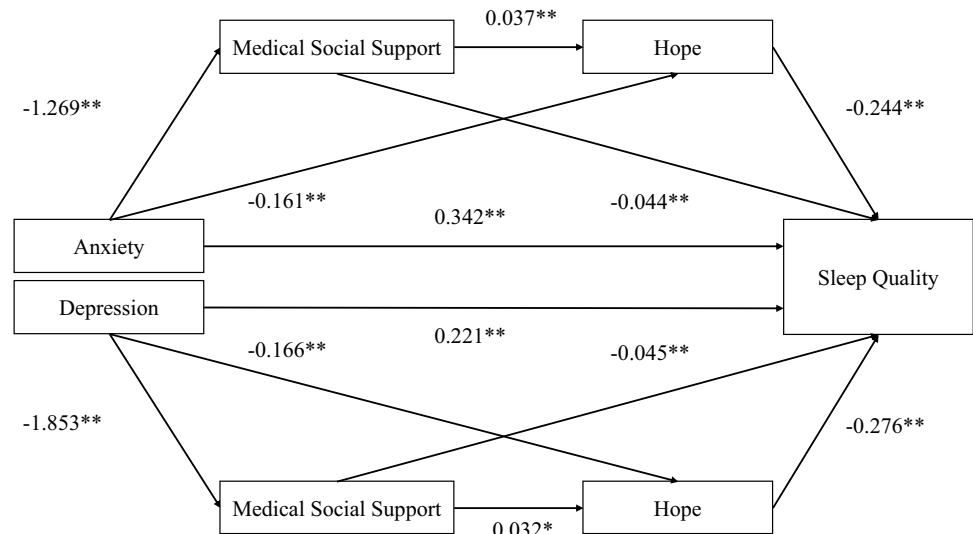 0.037**
Medical Social Support
Hope
-1.269**
-0.244**
-0.161**
-0.044**
0.342**
Anxiety
Sleep Quality
Depression
0.221**
-0.166**
-0.045**
-1.853**
-0.276**
Medical Social Support
Hope
0.032*